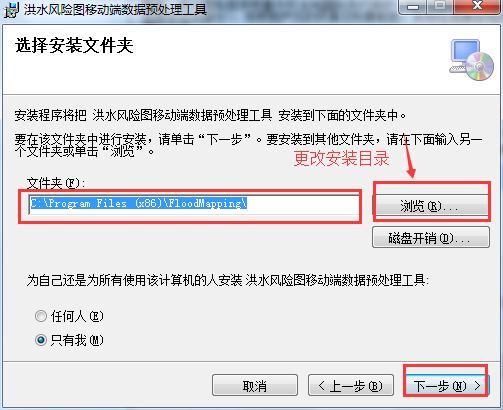 洪水风险图移动端数据预处理工具
选择安装文件夹
安装程序将把 洪水风险图移动端数据预处理工具 安装到下面的文件夹中。
要在该文件夹中进行安装，请单击“下一步”。要安装到其他文件夹，请在下面输入另一
个文件夹或单击“浏览”。
更改安装目录
文件夹(F):
C:\Program Files (x86)\FloodMapping\
浏览(R)...
磁盘开销(D)...
为自己还是为所有使用该计算机的人安装 洪水风险图移动端数据预处理工具:
任何人(E)
只有我(M)
取消
< 上一步(B)
下一步(N) >